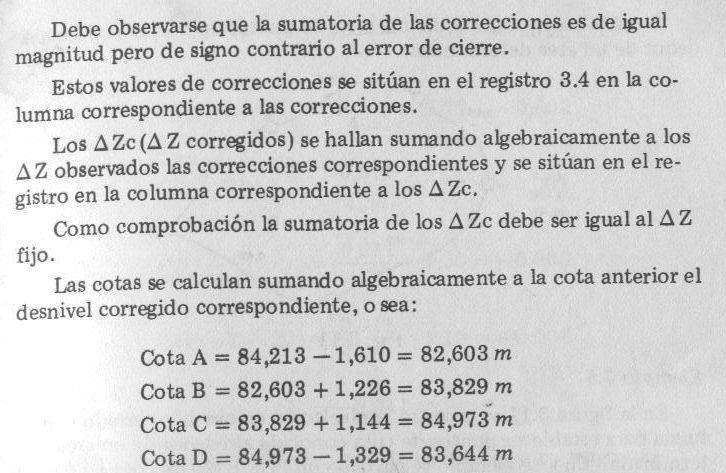 Debe observarse que la sumatoria de las correcciones es de igual
magnitud pero de signo contrario al error de cierre.
Estos valores de correcciones se sitúan en el registro 3.4 en la co-
lumna correspondiente a las correcciones.
Los ΔZc (ΔZ corregidos) se hallan sumando algebraicamente a los
ΔZ observados las correcciones correspondientes y se sitúan en el re-
gistro en la columna correspondiente a los ΔZc.
Como comprobación la sumatoria de los ΔZc debe ser igual al ΔZ
fijo.
Las cotas se calculan sumando algebraicamente a la cota anterior el
desnivel corregido correspondiente, o sea:
Cota A = 84,213 − 1,610 = 82,603 m
Cota B = 82,603 + 1,226 = 83,829 m
Cota C = 83,829 + 1,144 = 84,973 m
Cota D = 84,973 − 1,329 = 83,644 m